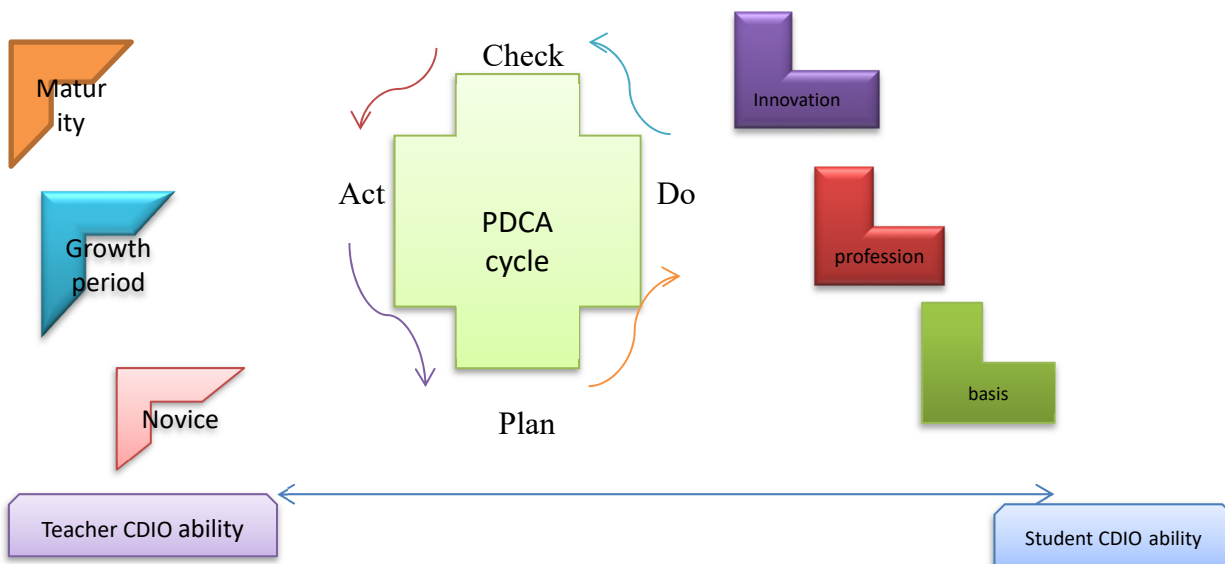 Check
Innovation
Matur
ity
Act
Do
PDCA
cycle
Growth
period
profession
Novice
Plan
basis
Teacher CDIO ability
Student CDIO ability